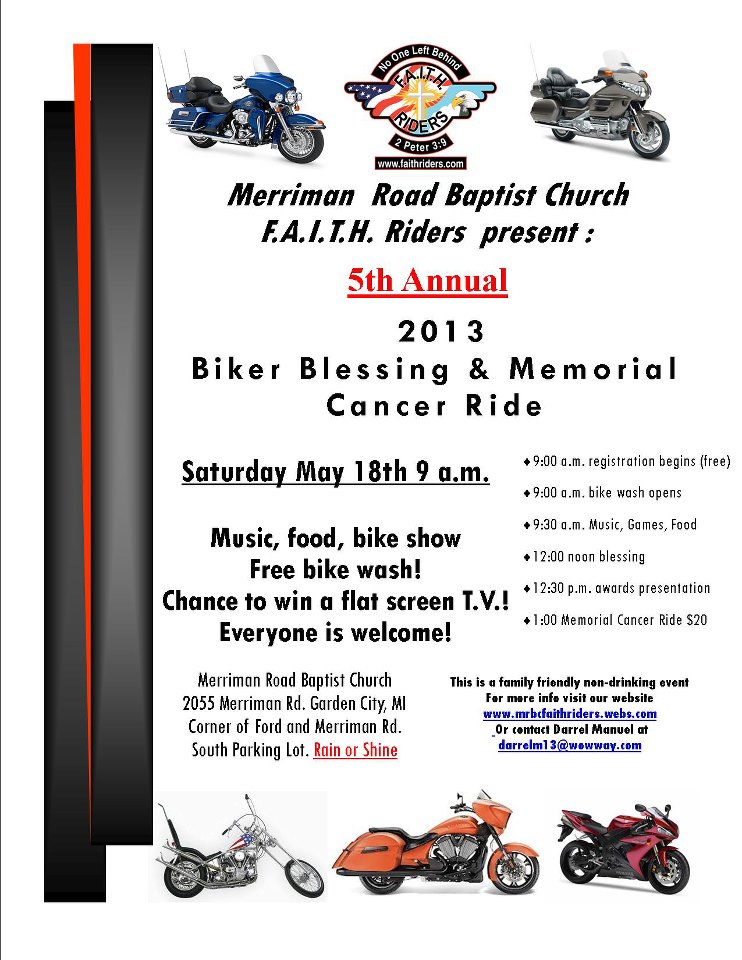 No One Left Behind
F.A.I.T.H.
RIDERS
2 Peter 3:9
www.faithriders.com
Merriman Road Baptist Church
F.A.I.T.H. Riders present :
5th Annual
2013
Biker Blessing & Memorial
Cancer Ride
Saturday May 18th 9 a.m.
Music, food, bike show
Free bike wash!
Chance to win a flat screen T.V.!
Everyone is welcome!
♦9:00 a.m. registration begins (free)
♦9:00 a.m. bike wash opens
♦9:30 a.m. Music, Games, Food
♦12:00 noon blessing
♦12:30 p.m. awards presentation
♦1:00 Memorial Cancer Ride $20
Merriman Road Baptist Church
2055 Merriman Rd. Garden City, MI
Corner of Ford and Merriman Rd.
South Parking Lot. Rain or Shine
This is a family friendly non-drinking event
For more info visit our website
www.mrbcfaithriders.webs.com
Or contact Darrel Manuel at
darrelm13@wowway.com